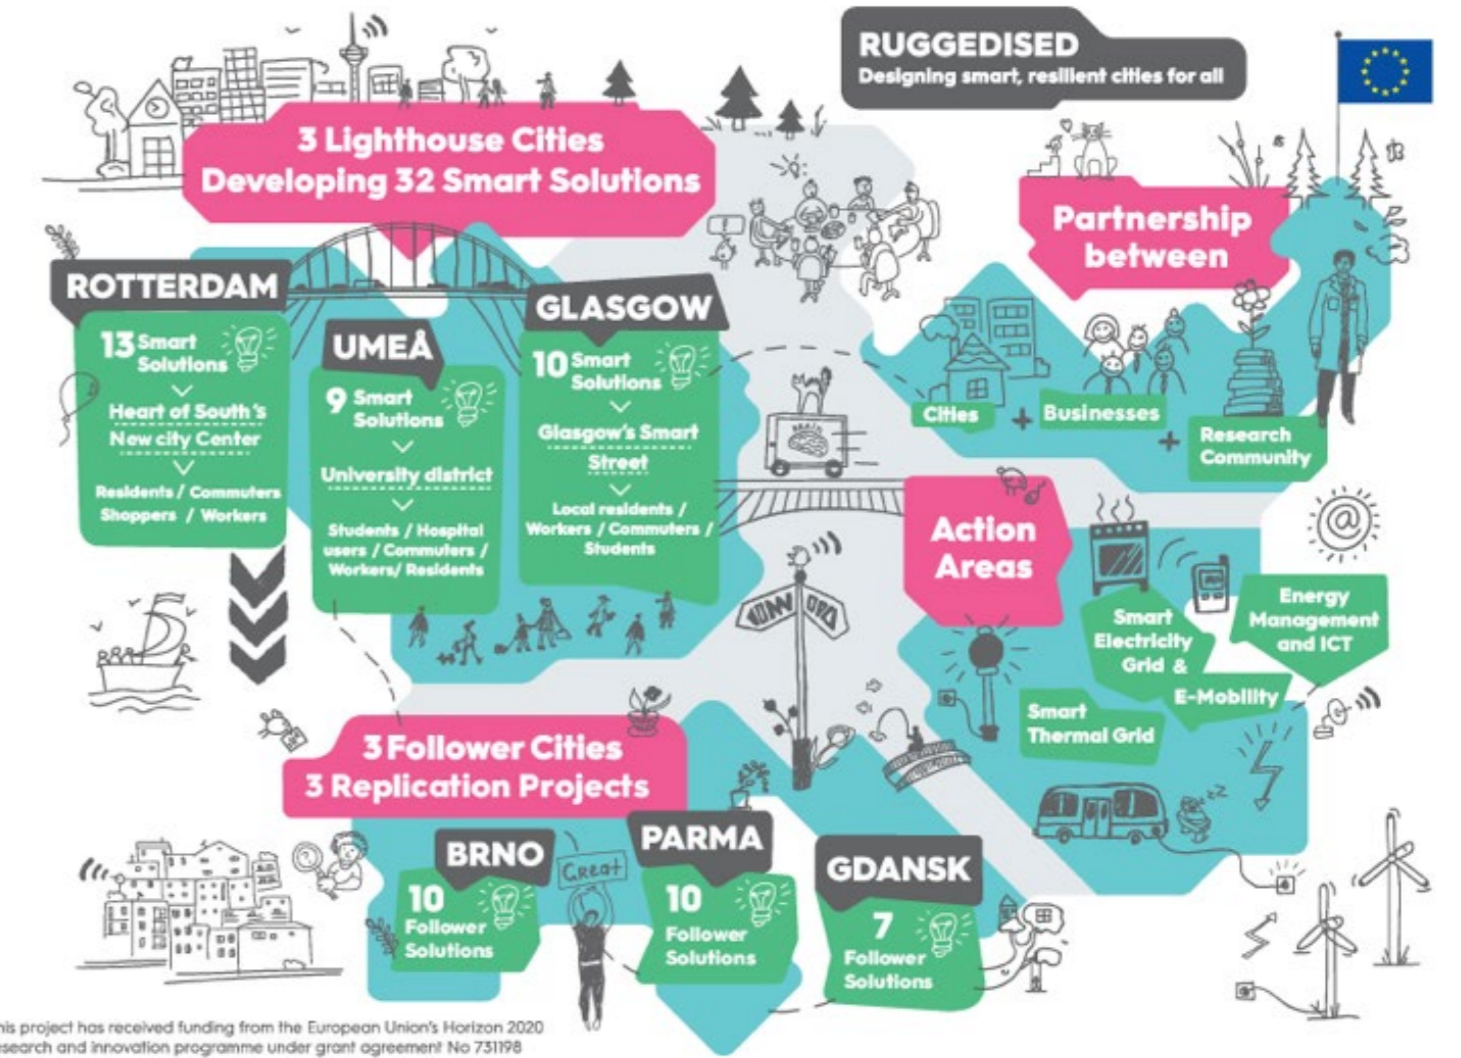 RUGGEDISED
Designing smart, resilient cities for all
3 Lighthouse Cities
Developing 32 Smart Solutions
Partnership
between
ROTTERDAM
13 Smart
Solutions
Heart of South's
New city Center
Residents / Commuters
Shoppers / Workers
UMEÅ
9 Smart
Solutions
University district
Students / Hospital
users / Commuters /
Workers/ Residents
GLASGOW
10 Smart
Solutions
Glasgow's Smart
Street
Local residents /
Workers / Commuters /
Students
Cities
+
Businesses
+
Research
Community
BRAIN
Action
Areas
Smart
Electricity
Grid &
E-Mobility
Energy
Management
and ICT
Smart
Thermal Grid
@
3 Follower Cities
3 Replication Projects
BRNO
10
Follower
Solutions
Great
PARMA
10
Follower
Solutions
GDANSK
7
Follower
Solutions
zzz
his project has received funding from the European Union's Horizon 2020
esearch and innovation programme under grant agreement No 731198